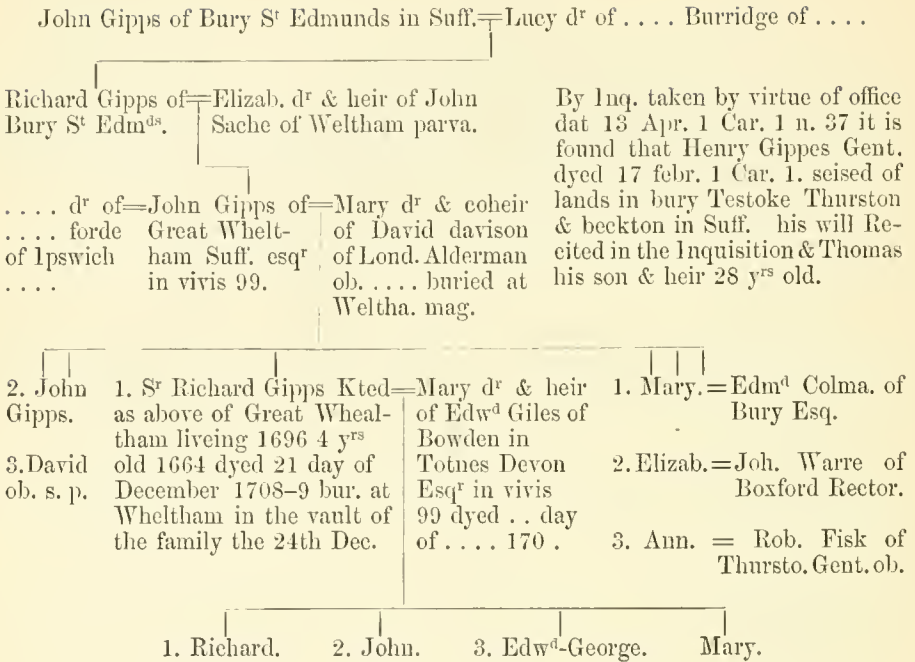 John Gipps of Bury Sᵗ Edmunds in Suff.=Lucy dʳ of . . . . Burridge of . . . .
Richard Gipps of=Elizab. dʳ & heir of John
Bury Sᵗ Edmᵈˢ. Sache of Weltham parva.
By Inq. taken by virtue of office
dat 13 Apr. 1 Car. 1 n. 37 it is
found that Henry Gippes Gent.
dyed 17 febr. 1 Car. 1. seised of
lands in bury Testoke Thurston
& beckton in Suff. his will Re-
cited in the Inquisition & Thomas
his son & heir 28 yʳˢ old.
. . . . dʳ of=John Gipps of=Mary dʳ & coheir
. . . . forde Great Whelt- of David davison
of Ipswich ham Suff. esqʳ of Lond. Alderman
. . . . in vivis 99. ob. . . . . buried at
Weltha. mag.
2. John
Gipps.
3. David
ob. s. p.
1. Sʳ Richard Gipps Kted=Mary dʳ & heir
as above of Great Wheal- of Edwᵈ Giles of
tham liveing 1696 4 yʳˢ Bowden in
old 1664 dyed 21 day of Totnes Devon
December 1708–9 bur. at Esqʳ in vivis
Wheltham in the vault of 99 dyed . . day
the family the 24th Dec. of . . . . 170 .
1. Mary.=Edmᵈ Colma. of
Bury Esq.
2. Elizab.=Joh. Warre of
Boxford Rector.
3. Ann. = Rob. Fisk of
Thursto. Gent. ob.
1. Richard. 2. John. 3. Edwᵈ-George. Mary.